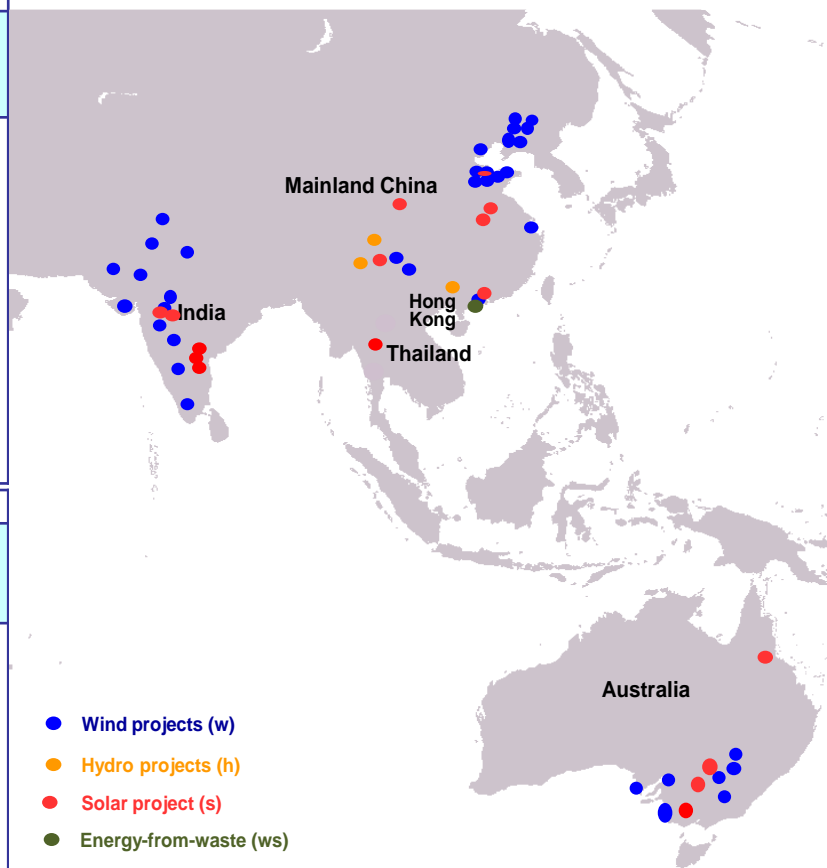 Mainland China
India
Hong
Kong
Thailand
Australia
Wind projects (w)
Hydro projects (h)
Solar project (s)
Energy-from-waste (ws)